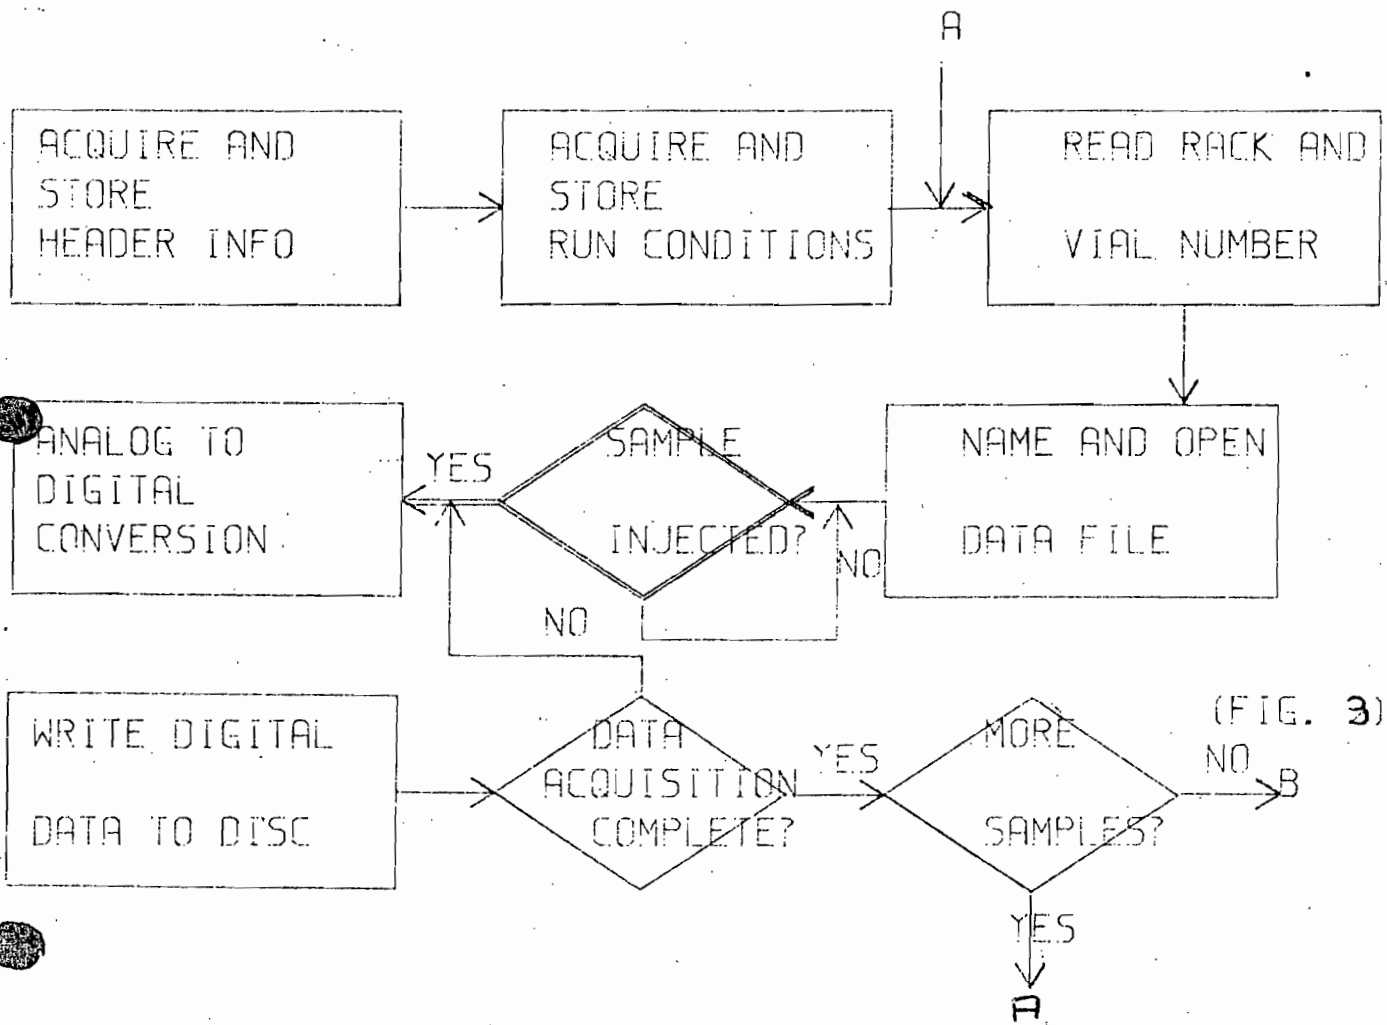 A
ACQUIRE AND
STORE
HEADER INFO
ACQUIRE AND
STORE
RUN CONDITIONS
READ RACK AND
VIAL NUMBER
ANALOG TO
DIGITAL
CONVERSION
YES
SAMPLE
INJECTED?
NO
NAME AND OPEN
DATA FILE
NO
WRITE DIGITAL
DATA TO DISC
DATA
ACQUISITION
COMPLETE?
YES
MORE
SAMPLES?
(FIG. 3)
NO
B
YES
A